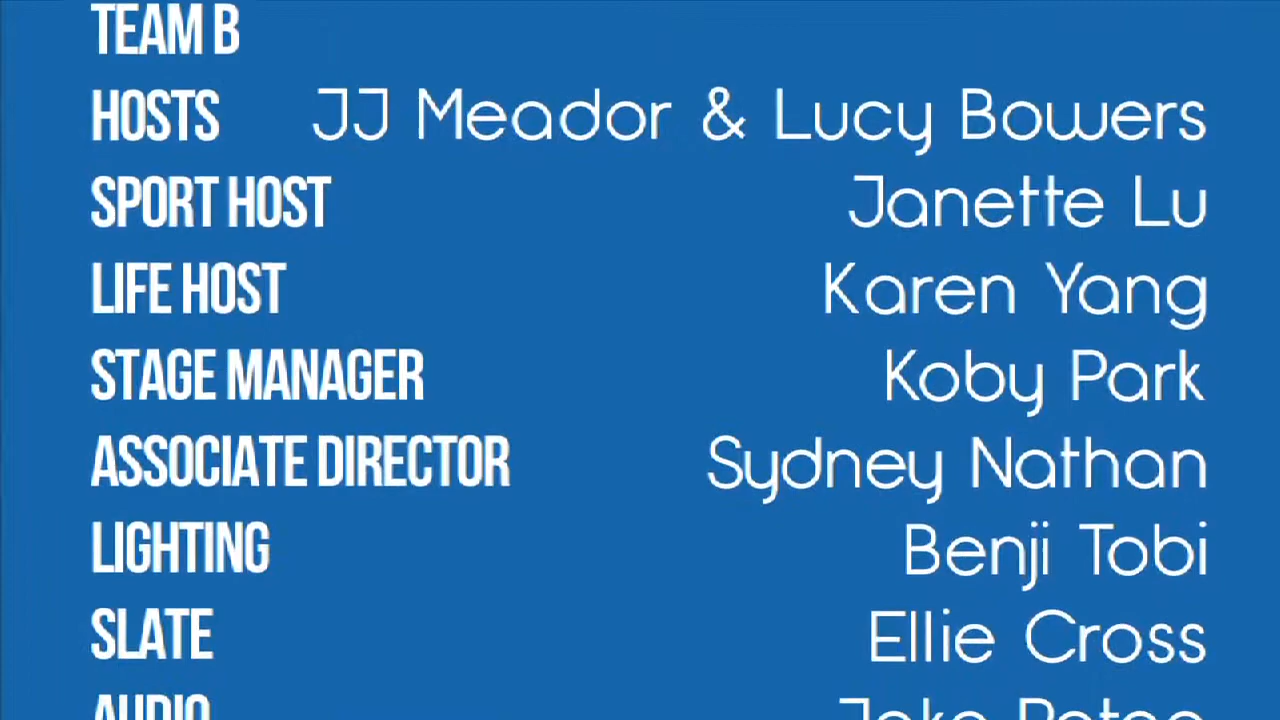 TEAM B
HOSTS JJ Meador & Lucy Bowers
SPORT HOST Janette Lu
LIFE HOST Karen Yang
STAGE MANAGER Koby Park
ASSOCIATE DIRECTOR Sydney Nathan
LIGHTING Benji Tobi
SLATE Ellie Cross
AUDIO